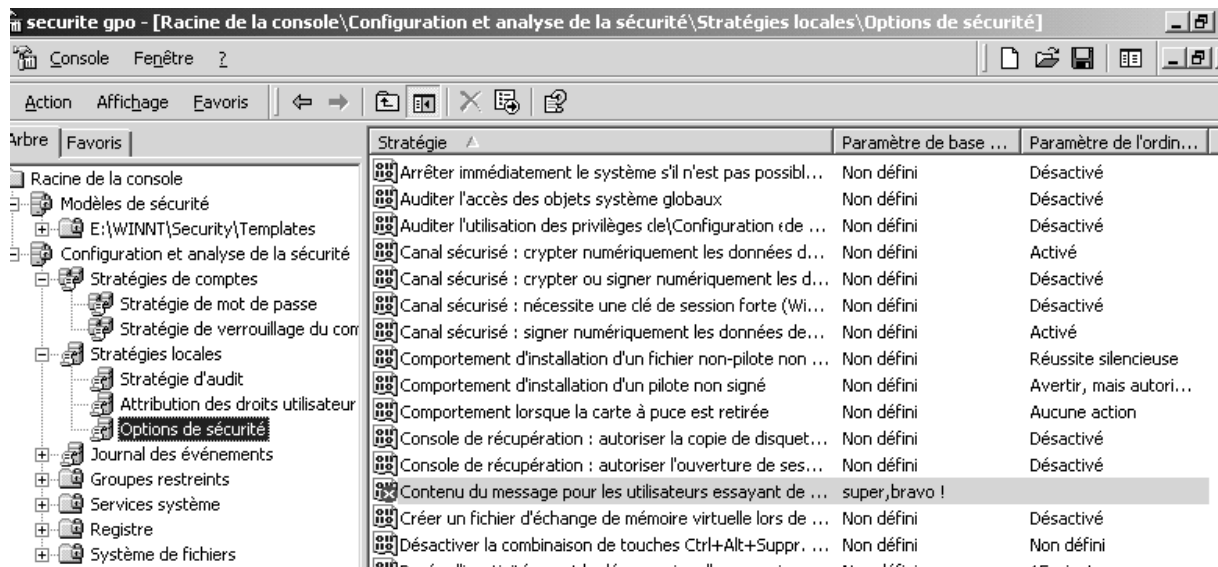 securite gpo - [Racine de la console\Configuration et analyse de la sécurité\Stratégies locales\Options de sécurité]
Console Fenêtre ?
Action Affichage Favoris
Arbre Favoris
Racine de la console
Modèles de sécurité
E:\WINNT\Security\Templates
Configuration et analyse de la sécurité
Stratégies de comptes
Stratégie de mot de passe
Stratégie de verrouillage du com
Stratégies locales
Stratégie d'audit
Attribution des droits utilisateur
Options de sécurité
Journal des événements
Groupes restreints
Services système
Registre
Système de fichiers
Stratégie Paramètre de base ... Paramètre de l'ordin...
Arrêter immédiatement le système s'il n'est pas possibl... Non défini Désactivé
Auditer l'accès des objets système globaux Non défini Désactivé
Auditer l'utilisation des privilèges de\Configuration de ... Non défini Désactivé
Canal sécurisé : crypter numériquement les données d... Non défini Activé
Canal sécurisé : crypter ou signer numériquement les d... Non défini Désactivé
Canal sécurisé : nécessite une clé de session forte (Wi... Non défini Désactivé
Canal sécurisé : signer numériquement les données de... Non défini Activé
Comportement d'installation d'un fichier non-pilote non ... Non défini Réussite silencieuse
Comportement d'installation d'un pilote non signé Non défini Avertir, mais autori...
Comportement lorsque la carte à puce est retirée Non défini Aucune action
Console de récupération : autoriser la copie de disquet... Non défini Désactivé
Console de récupération : autoriser l'ouverture de ses... Non défini Désactivé
Contenu du message pour les utilisateurs essayant de ... super,bravo !
Créer un fichier d'échange de mémoire virtuelle lors de ... Non défini Désactivé
Désactiver la combinaison de touches Ctrl+Alt+Suppr. ... Non défini Non défini